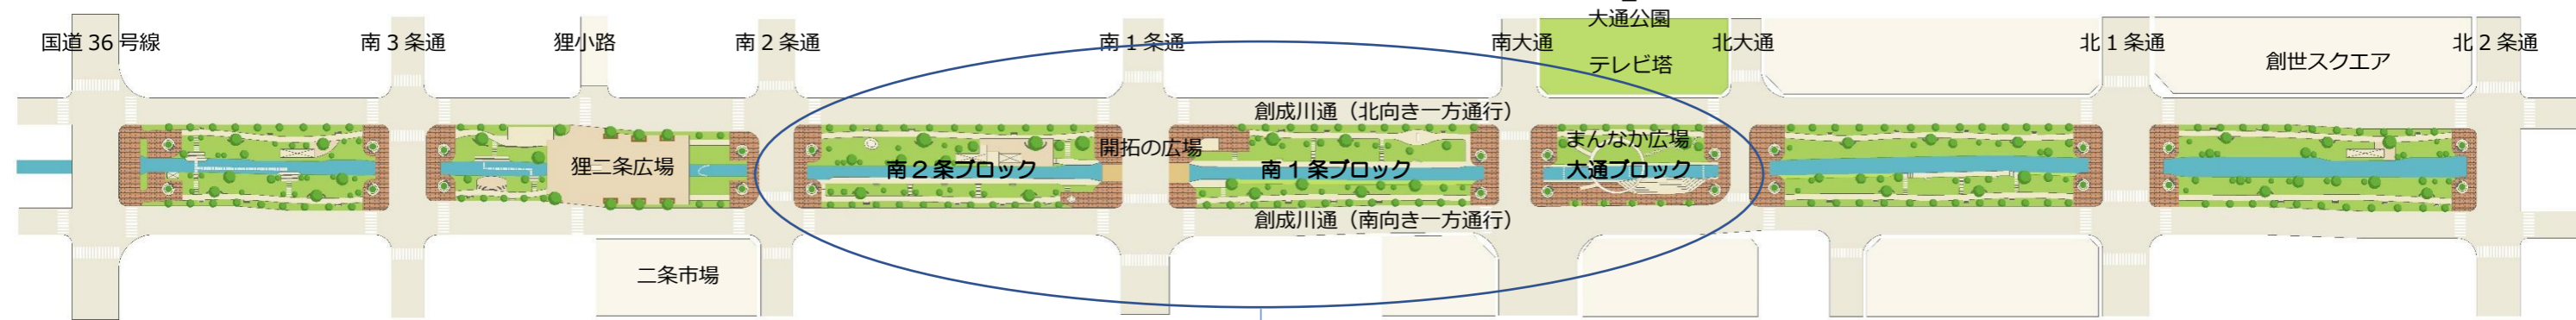 大通公園
国道36号線
南3条通
狸小路
南2条通
南1条通
南大通
北大通
北1条通
北2条通
テレビ塔
創世スクエア
創成川通（北向き一方通行）
まんなか広場
開拓の広場
狸二条広場
南２条ブロック
南１条ブロック
大通ブロック
創成川通（南向き一方通行）
二条市場